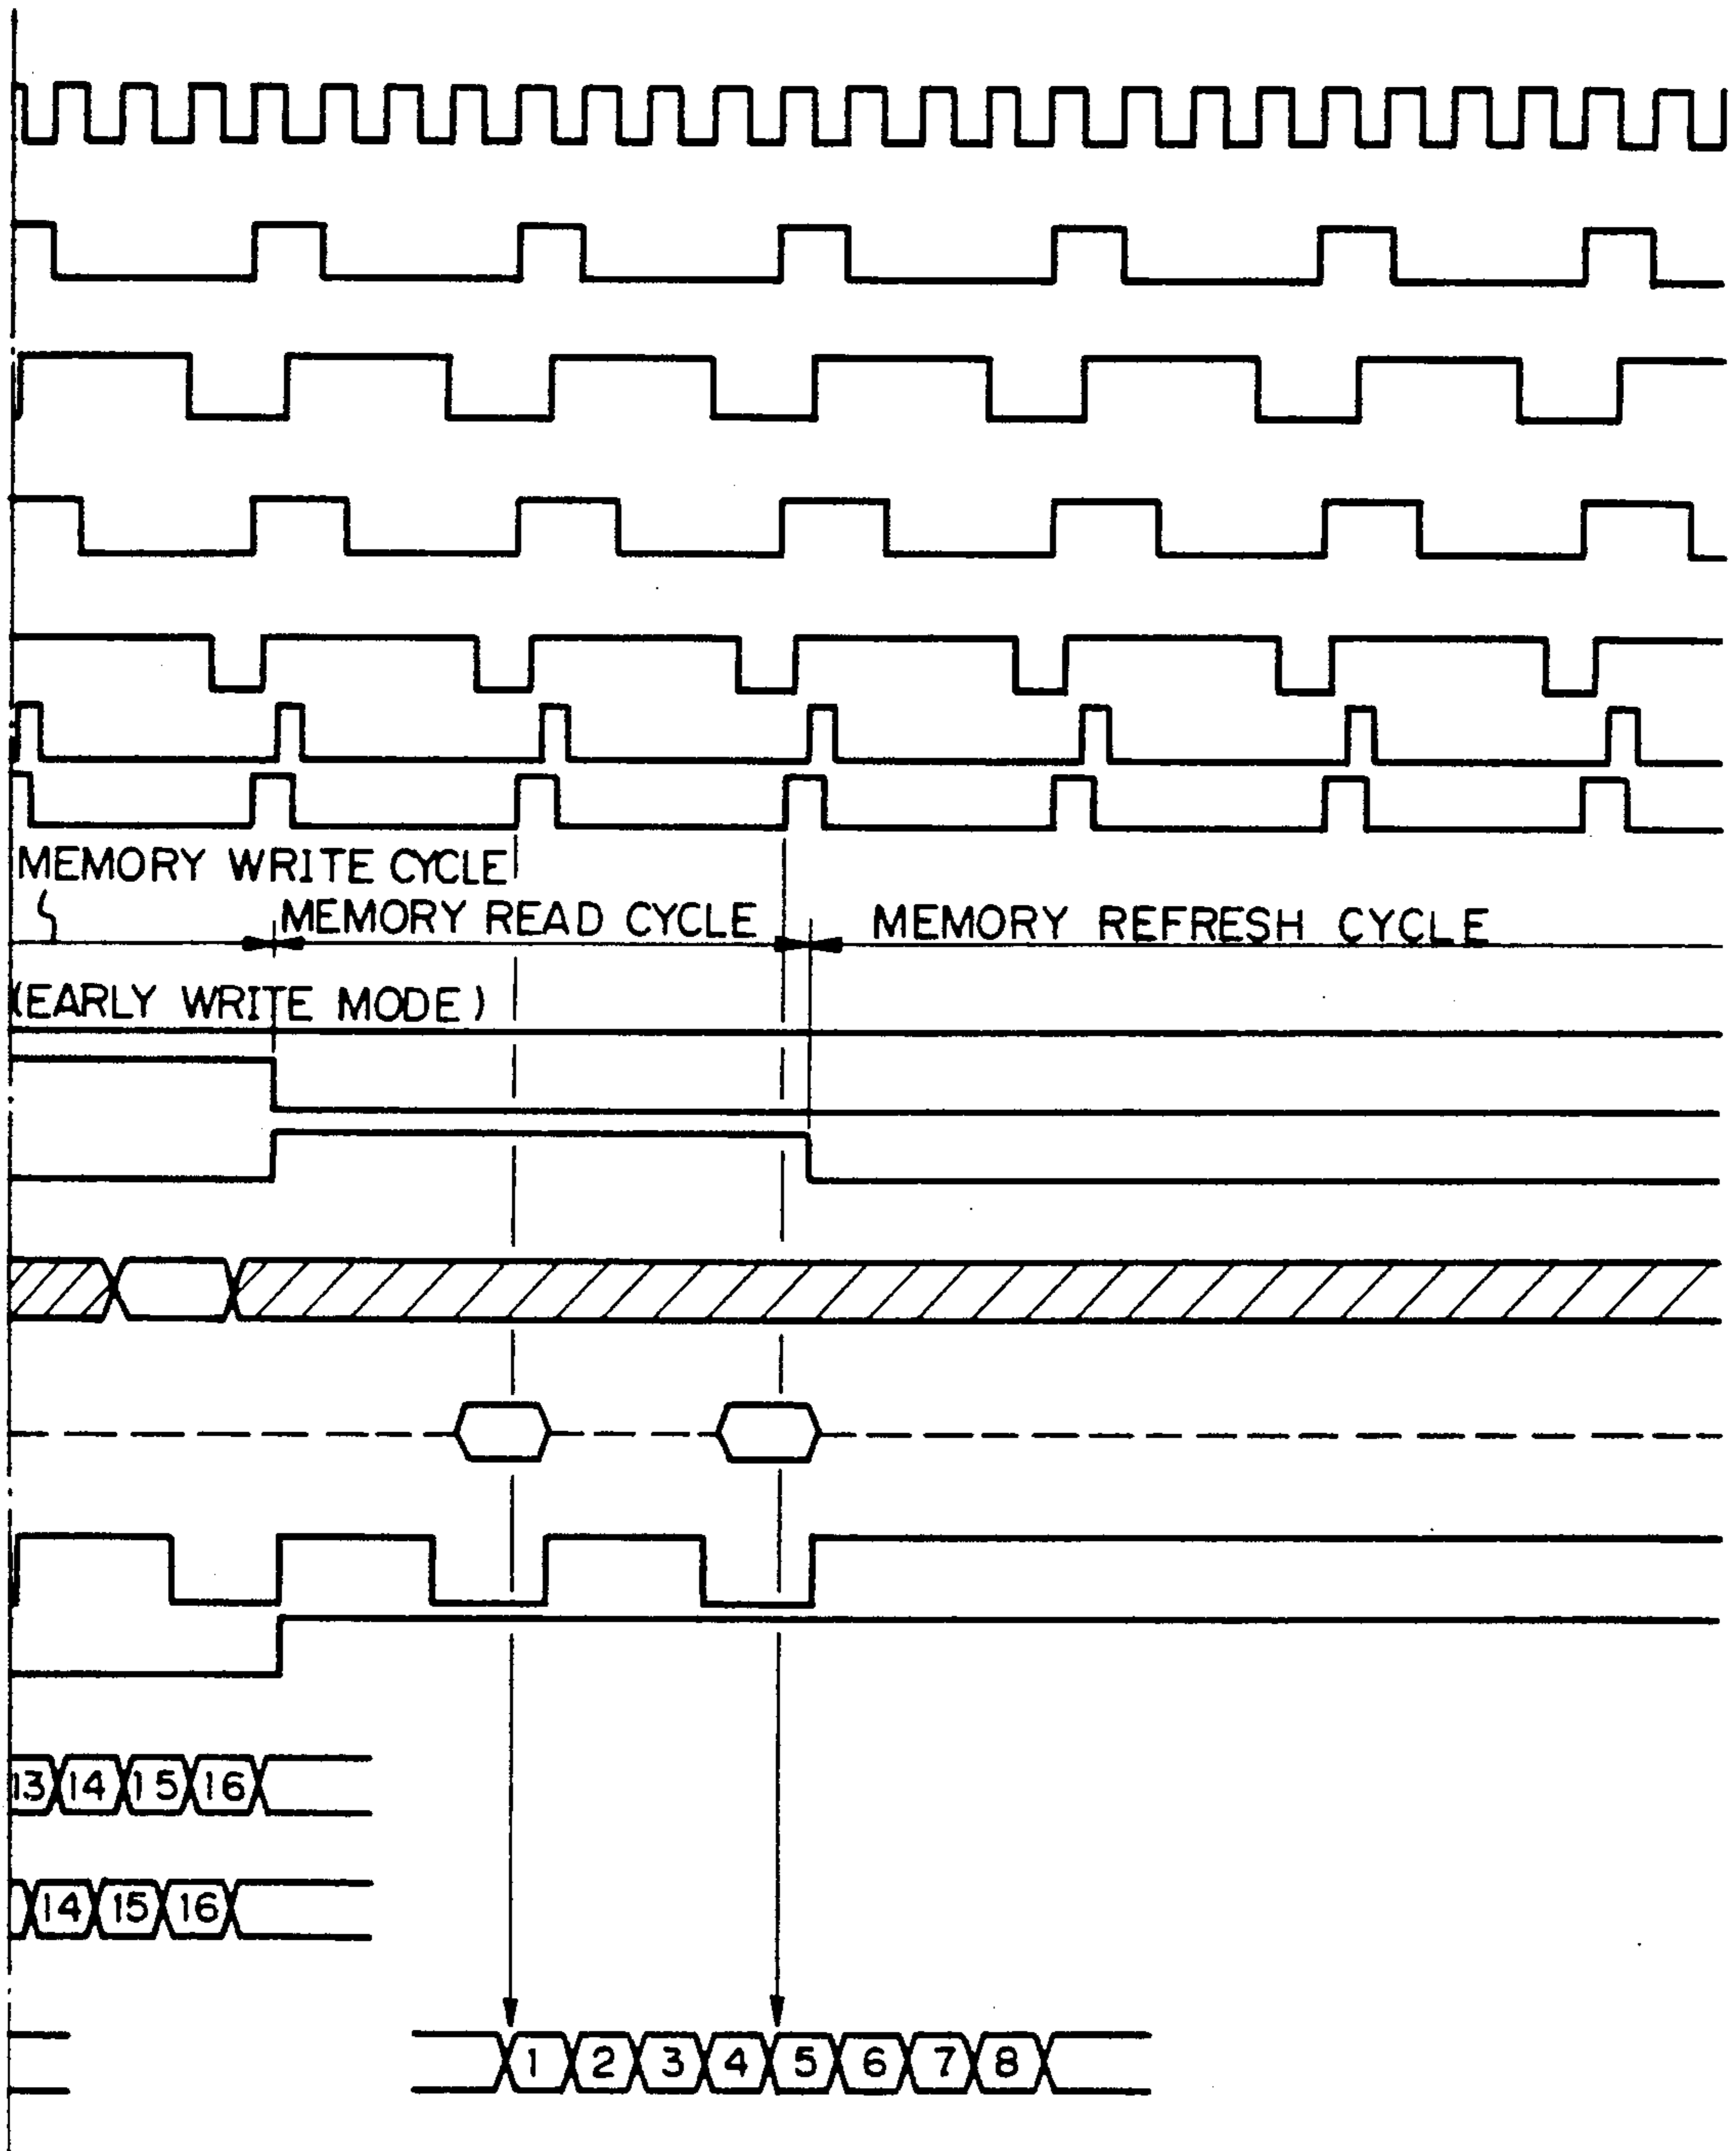 MEMORY WRITE CYCLE
MEMORY READ CYCLE MEMORY REFRESH CYCLE
(EARLY WRITE MODE)
13 14 15 16
14 15 16
1 2 3 4 5 6 7 8